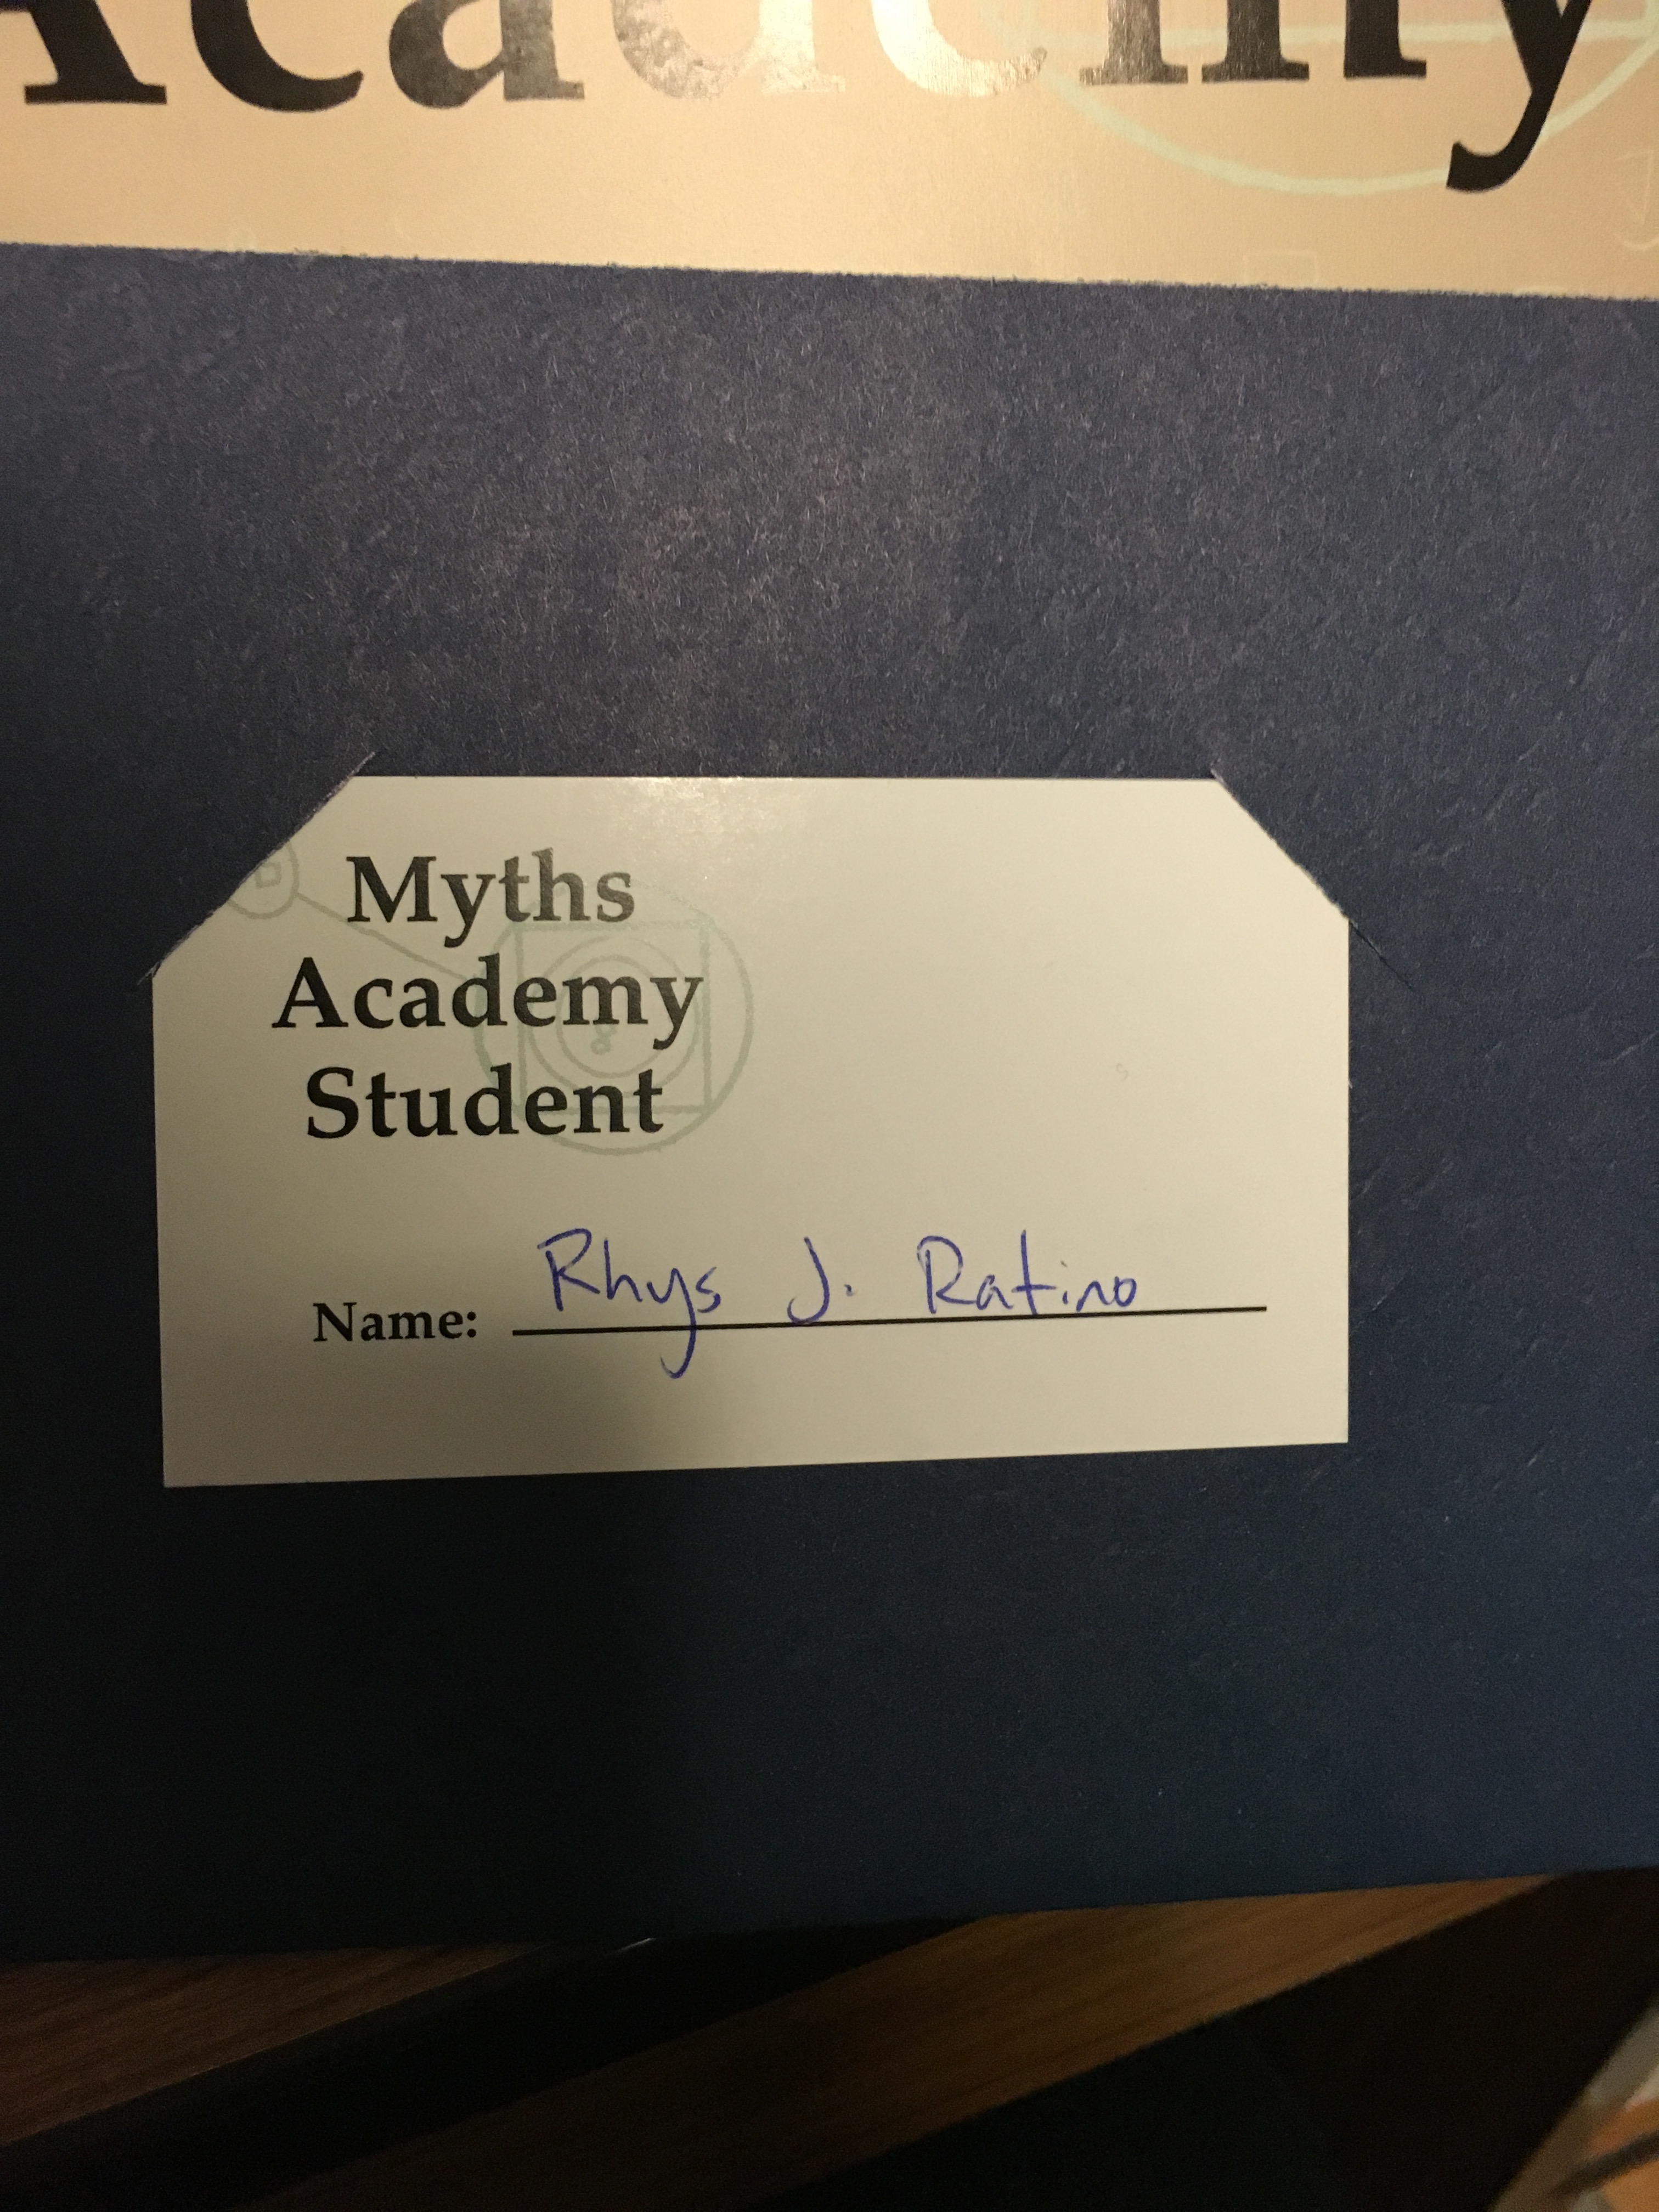 Academy
Myths
Academy
Student
Name: Rhys J. Ratino